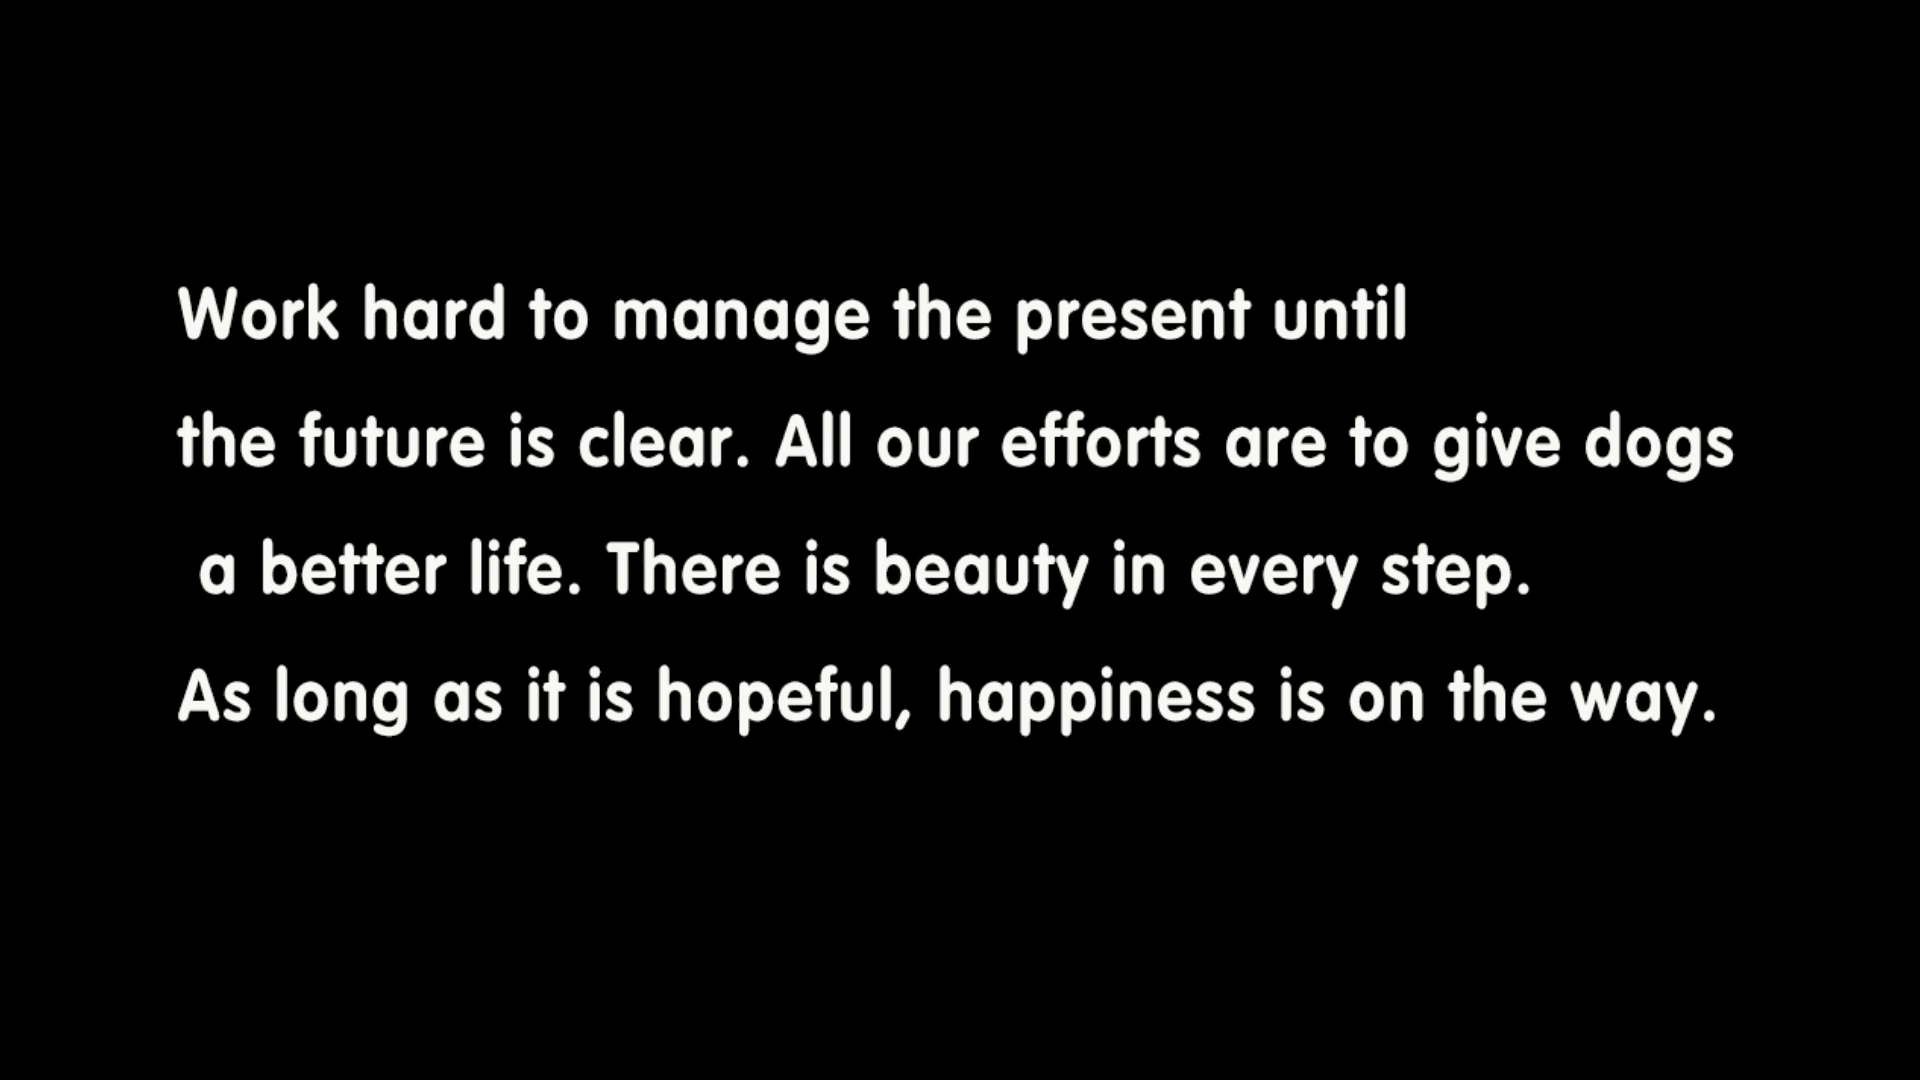 Work hard to manage the present until
the future is clear. All our efforts are to give dogs
a better life. There is beauty in every step.
As long as it is hopeful, happiness is on the way.